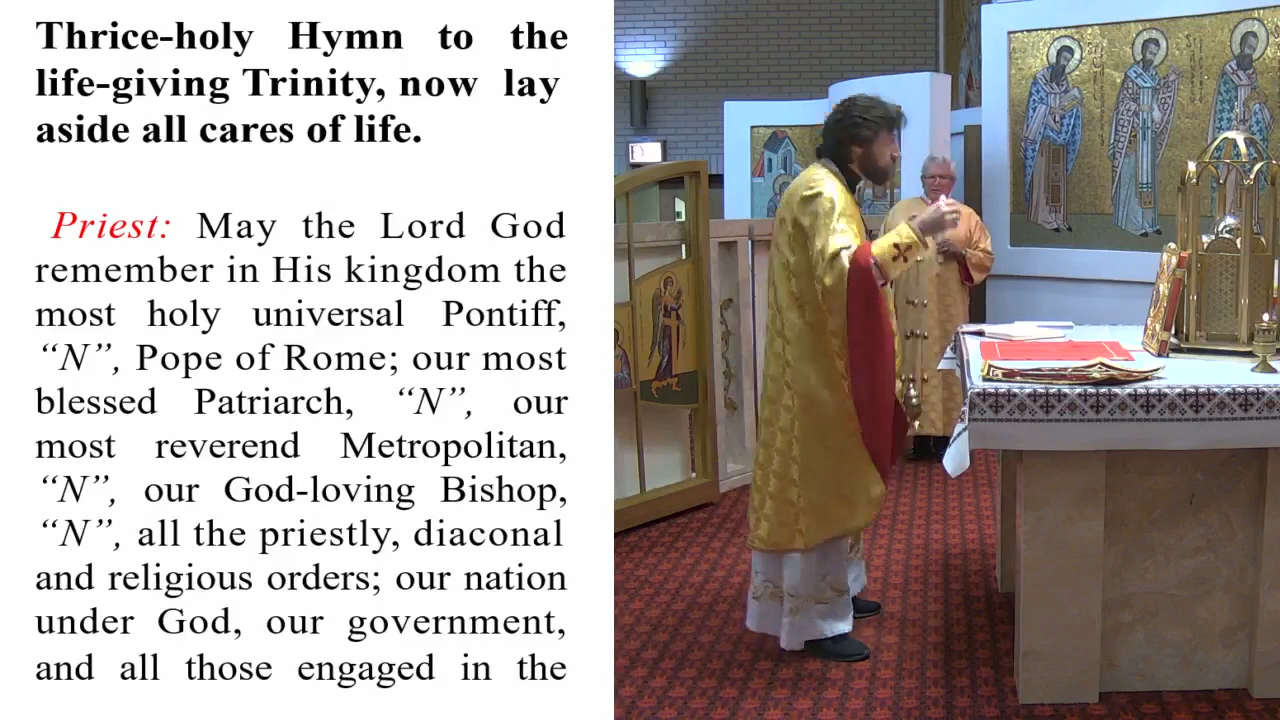 Thrice-holy Hymn to the
life-giving Trinity, now lay
aside all cares of life.
Priest: May the Lord God
remember in His kingdom the
most holy universal Pontiff,
“N”, Pope of Rome; our most
blessed Patriarch, “N”, our
most reverend Metropolitan,
“N”, our God-loving Bishop,
“N”, all the priestly, diaconal
and religious orders; our nation
under God, our government,
and all those engaged in the